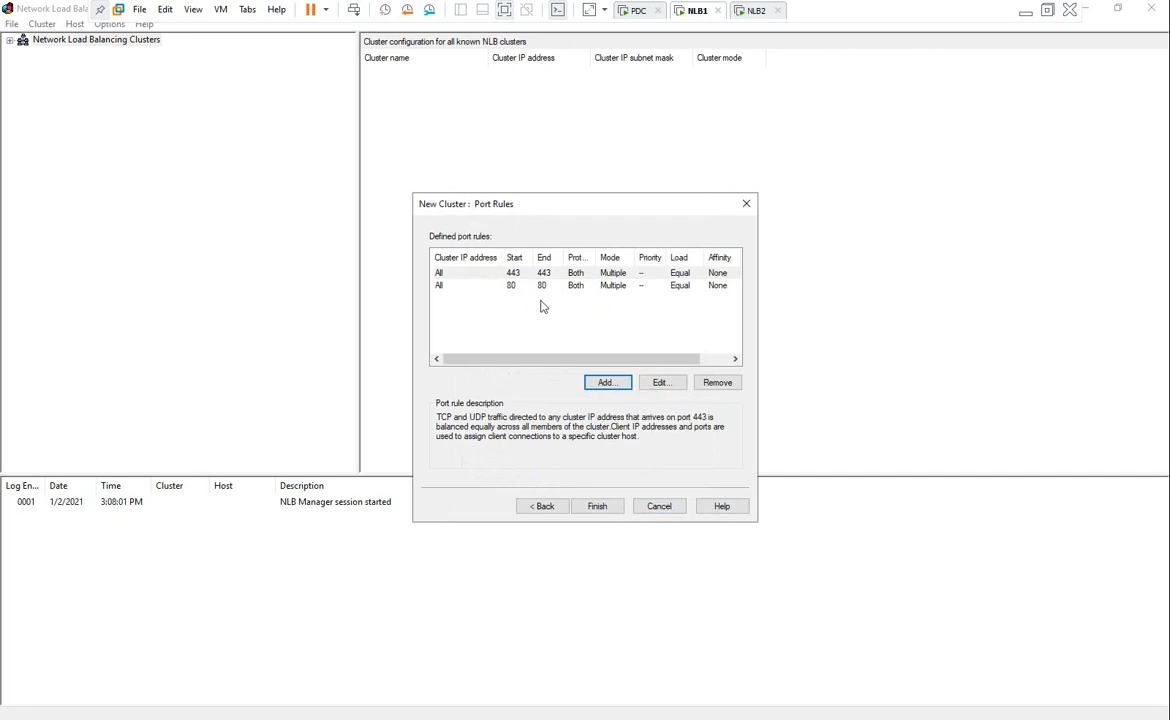 Network Load Bala File Edit View VM Tabs Help PDC NLB1 NLB2
File Cluster Host Options Help
Network Load Balancing Clusters
Cluster configuration for all known NLB clusters
Cluster name Cluster IP address Cluster IP subnet mask Cluster mode
New Cluster : Port Rules
Defined port rules:
Cluster IP address Start End Prot... Mode Priority Load Affinity
All 443 443 Both Multiple -- Equal None
All 80 80 Both Multiple -- Equal None
Add... Edit... Remove
Port rule description
TCP and UDP traffic directed to any cluster IP address that arrives on port 443 is
balanced equally across all members of the cluster.Client IP addresses and ports are
used to assign client connections to a specific cluster host.
< Back Finish Cancel Help
Log En... Date Time Cluster Host Description
0001 1/2/2021 3:08:01 PM NLB Manager session started